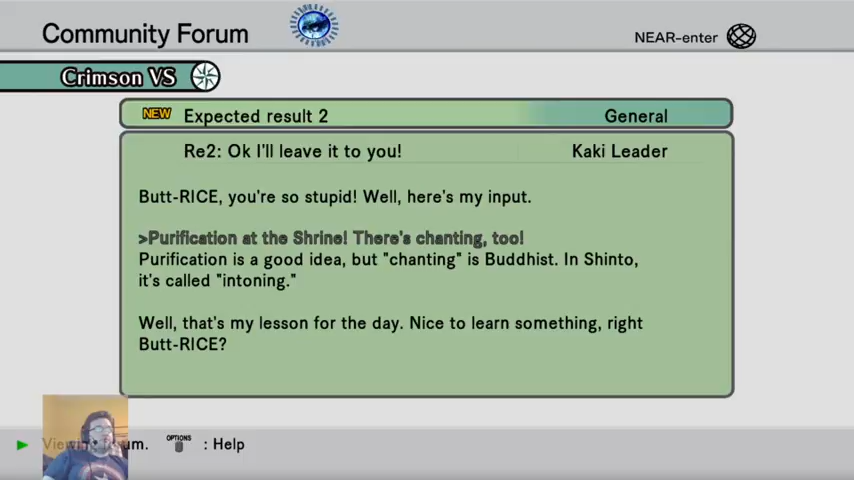 Community Forum
NEAR-enter
Crimson VS
NEW Expected result 2 General
Re2: Ok I'll leave it to you! Kaki Leader
Butt-RICE, you're so stupid! Well, here's my input.
>Purification at the Shrine! There's chanting, too!
Purification is a good idea, but "chanting" is Buddhist. In Shinto,
it's called "intoning."
Well, that's my lesson for the day. Nice to learn something, right
Butt-RICE?
Viewing forum. OPTIONS : Help